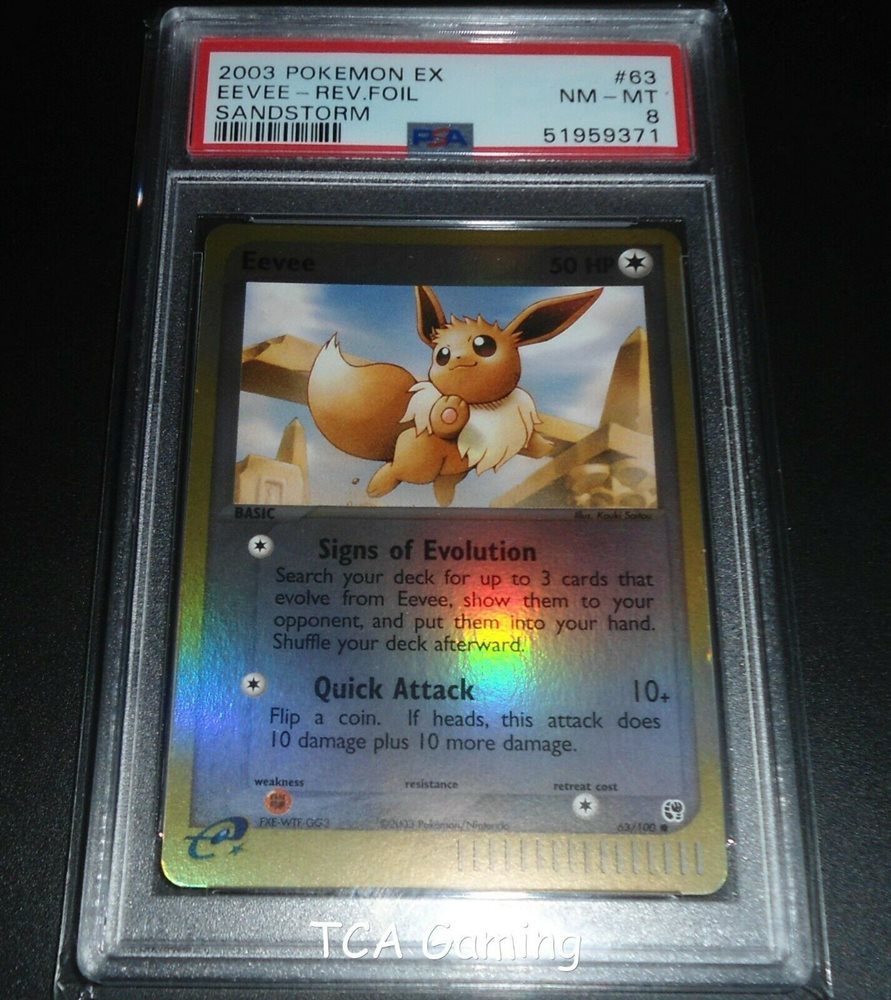 2003 POKEMON EX #63
EEVEE - REV.FOIL NM - MT
SANDSTORM 8
PSA 51959371
Eevee 50 HP
BASIC Illus. Kouki Saitou
Signs of Evolution
Search your deck for up to 3 cards that
evolve from Eevee, show them to your
opponent, and put them into your hand.
Shuffle your deck afterward.
Quick Attack 10+
Flip a coin. If heads, this attack does
10 damage plus 10 more damage.
weakness resistance retreat cost
©2003 Pokémon/Nintendo 63/100
e
TCA Gaming